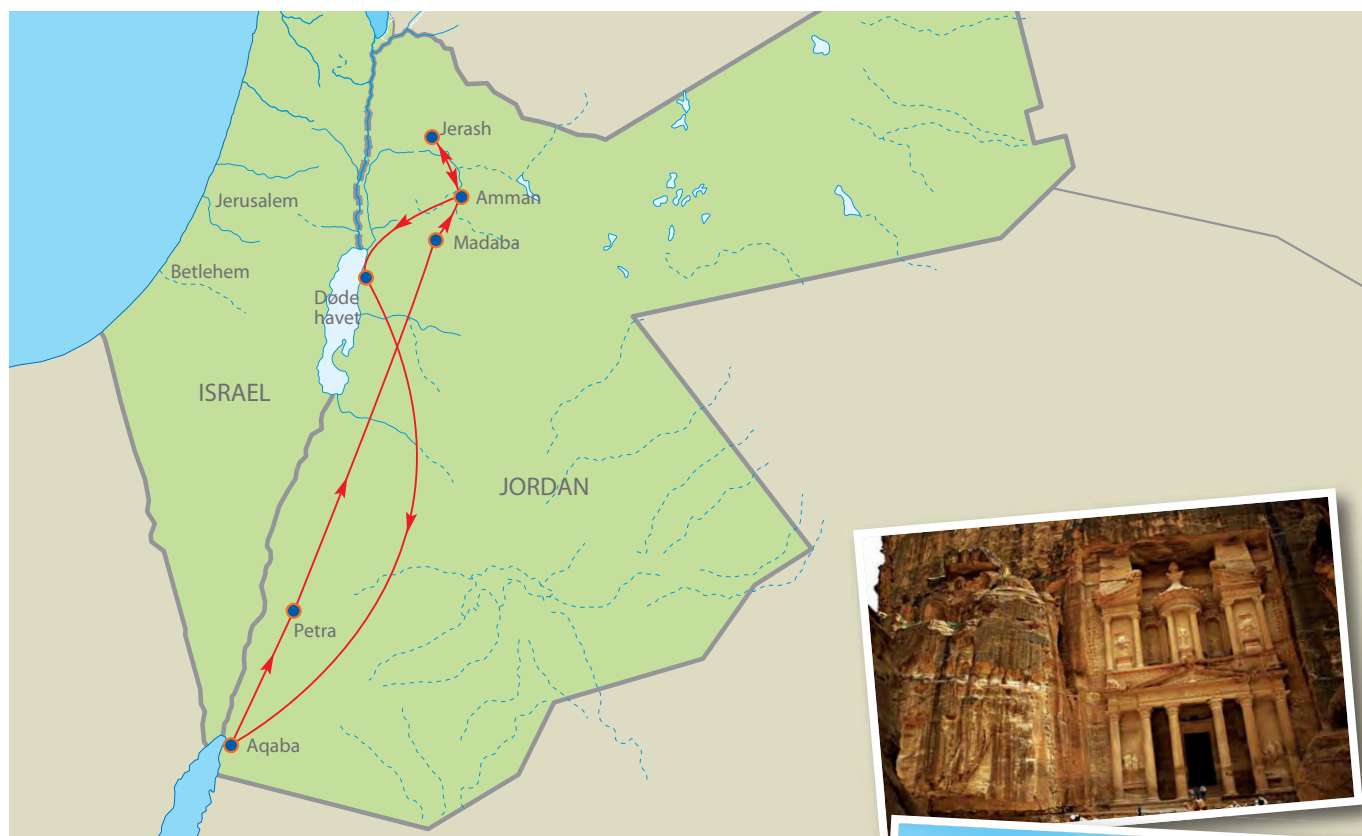 Jerash
Amman
Jerusalem
Madaba
Betlehem
Døde
havet
ISRAEL
JORDAN
Petra
Aqaba